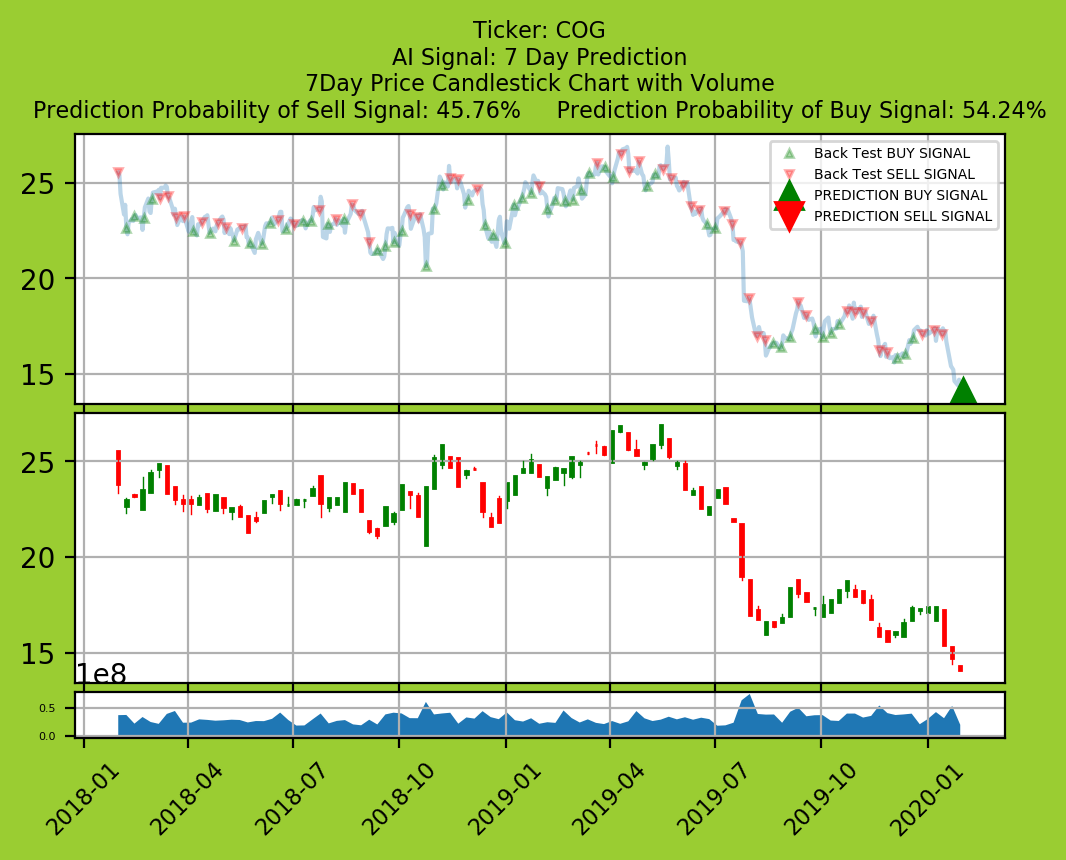 Ticker: COG
AI Signal: 7 Day Prediction
7Day Price Candlestick Chart with Volume
Prediction Probability of Sell Signal: 45.76% Prediction Probability of Buy Signal: 54.24%
Back Test BUY SIGNAL
Back Test SELL SIGNAL
PREDICTION BUY SIGNAL
PREDICTION SELL SIGNAL
25
20
15
25
20
15
1e8
0.5
0.0
2018-01
2018-04
2018-07
2018-10
2019-01
2019-04
2019-07
2019-10
2020-01